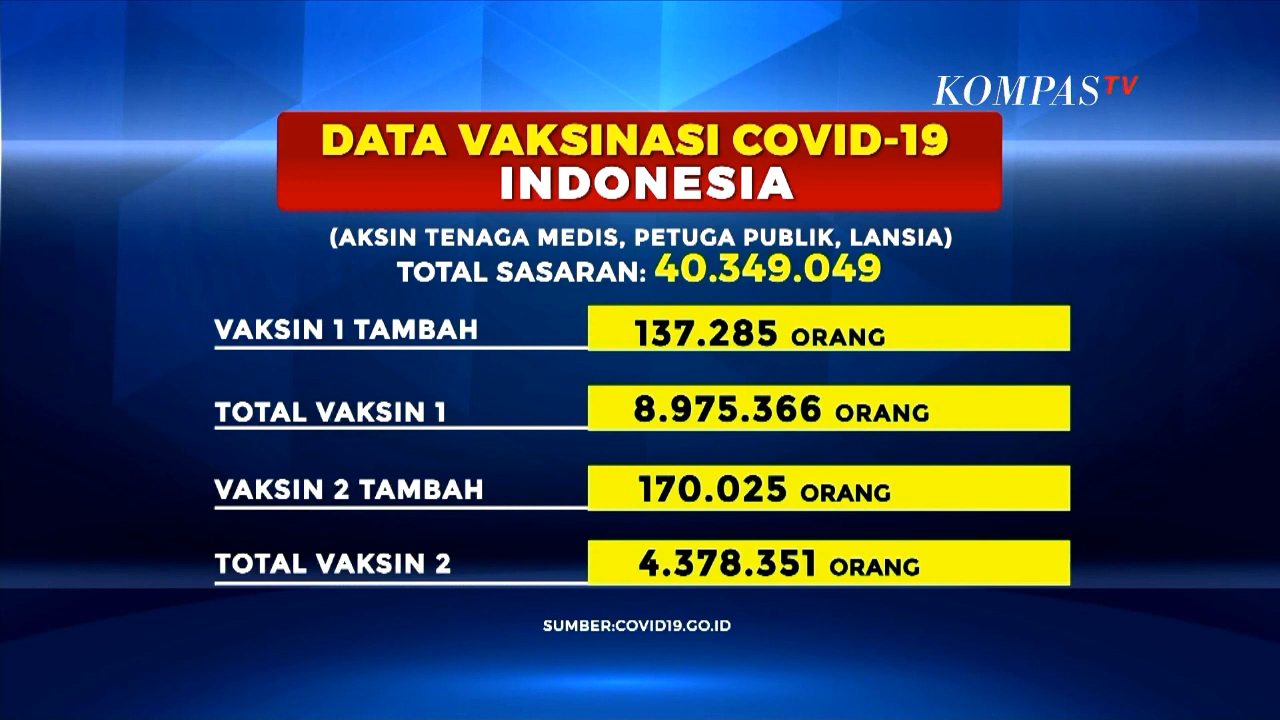 KOMPASTV
DATA VAKSINASI COVID-19
INDONESIA
(AKSIN TENAGA MEDIS, PETUGA PUBLIK, LANSIA)
TOTAL SASARAN: 40.349.049
VAKSIN 1 TAMBAH 137.285 ORANG
TOTAL VAKSIN 1 8.975.366 ORANG
VAKSIN 2 TAMBAH 170.025 ORANG
TOTAL VAKSIN 2 4.378.351 ORANG
SUMBER:COVID19.GO.ID